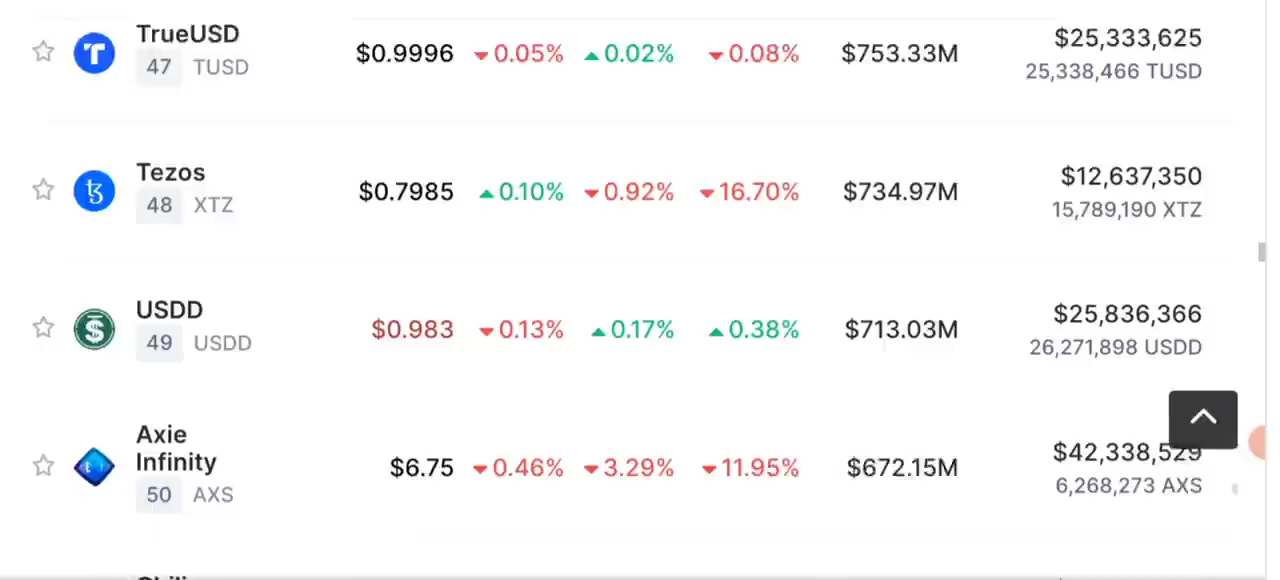 TrueUSD
47 TUSD
$0.9996 0.05% 0.02% 0.08% $753.33M
$25,333,625
25,338,466 TUSD
Tezos
48 XTZ
$0.7985 0.10% 0.92% 16.70% $734.97M
$12,637,350
15,789,190 XTZ
USDD
49 USDD
$0.983 0.13% 0.17% 0.38% $713.03M
$25,836,366
26,271,898 USDD
Axie
Infinity
50 AXS
$6.75 0.46% 3.29% 11.95% $672.15M
$42,338,529
6,268,273 AXS